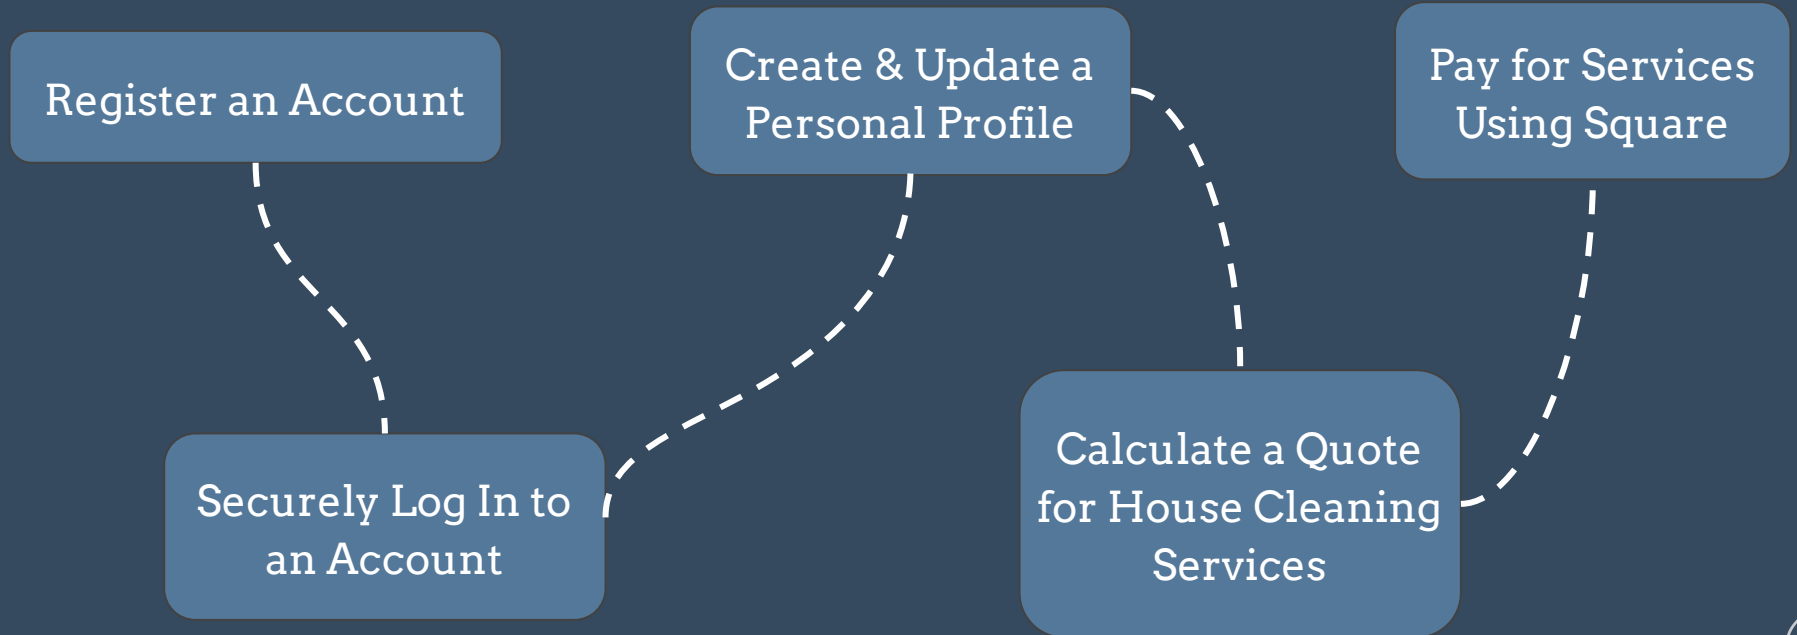 Register an Account
Securely Log In to
an Account
Create & Update a
Personal Profile
Calculate a Quote
for House Cleaning
Services
Pay for Services
Using Square